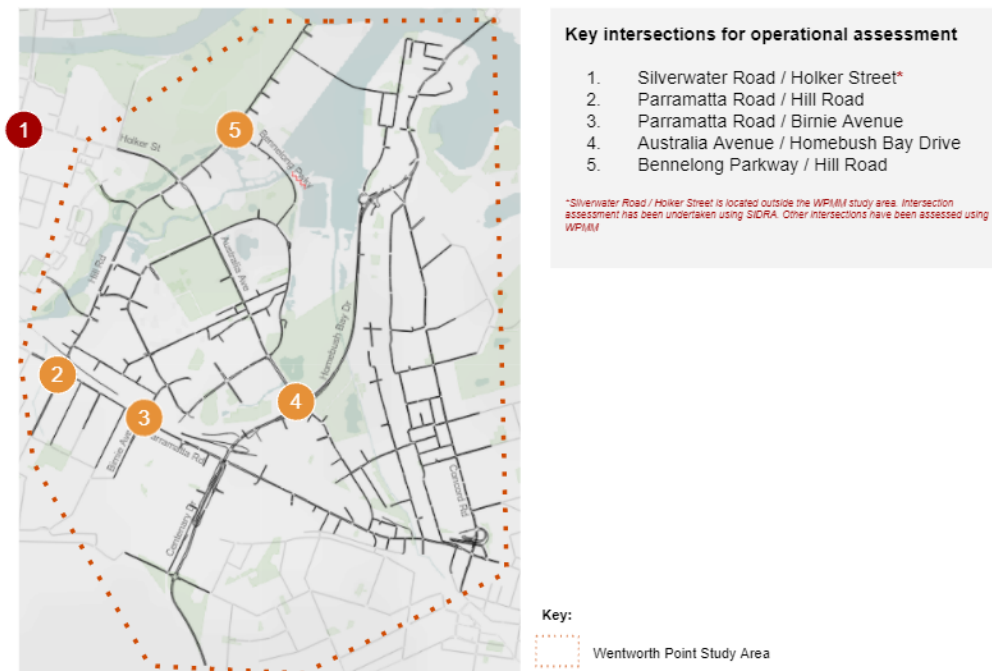 Key intersections for operational assessment
1. Silverwater Road / Holker Street*
2. Parramatta Road / Hill Road
3. Parramatta Road / Birnie Avenue
4. Australia Avenue / Homebush Bay Drive
5. Bennelong Parkway / Hill Road
*Silverwater Road / Holker Street is located outside the WPMM study area. Intersection
assessment has been undertaken using SIDRA. Other intersections have been assessed using
WPMM
1
5
Holker St
Bennelong Pkwy
Australia Ave
Hill Rd
Homebush Bay Dr
2
3
4
Birnie Ave
Parramatta Rd
Centenary Dr
Concord Rd
Key:
Wentworth Point Study Area